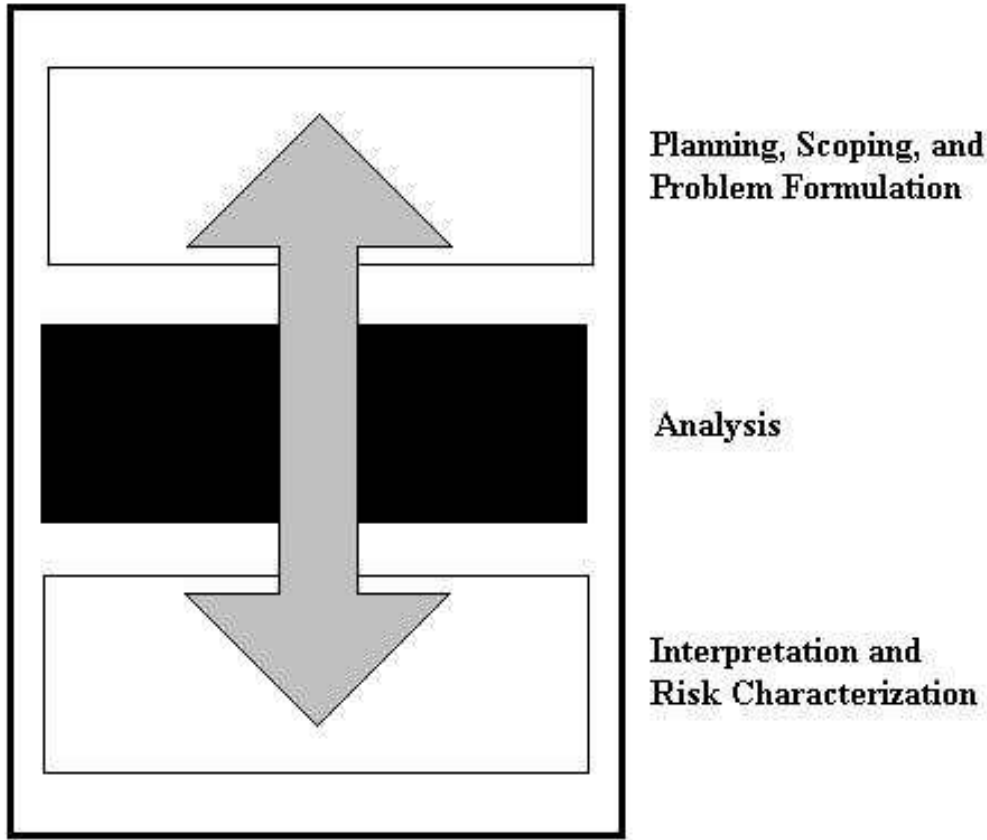 Planning, Scoping, and
Problem Formulation
Analysis
Interpretation and
Risk Characterization